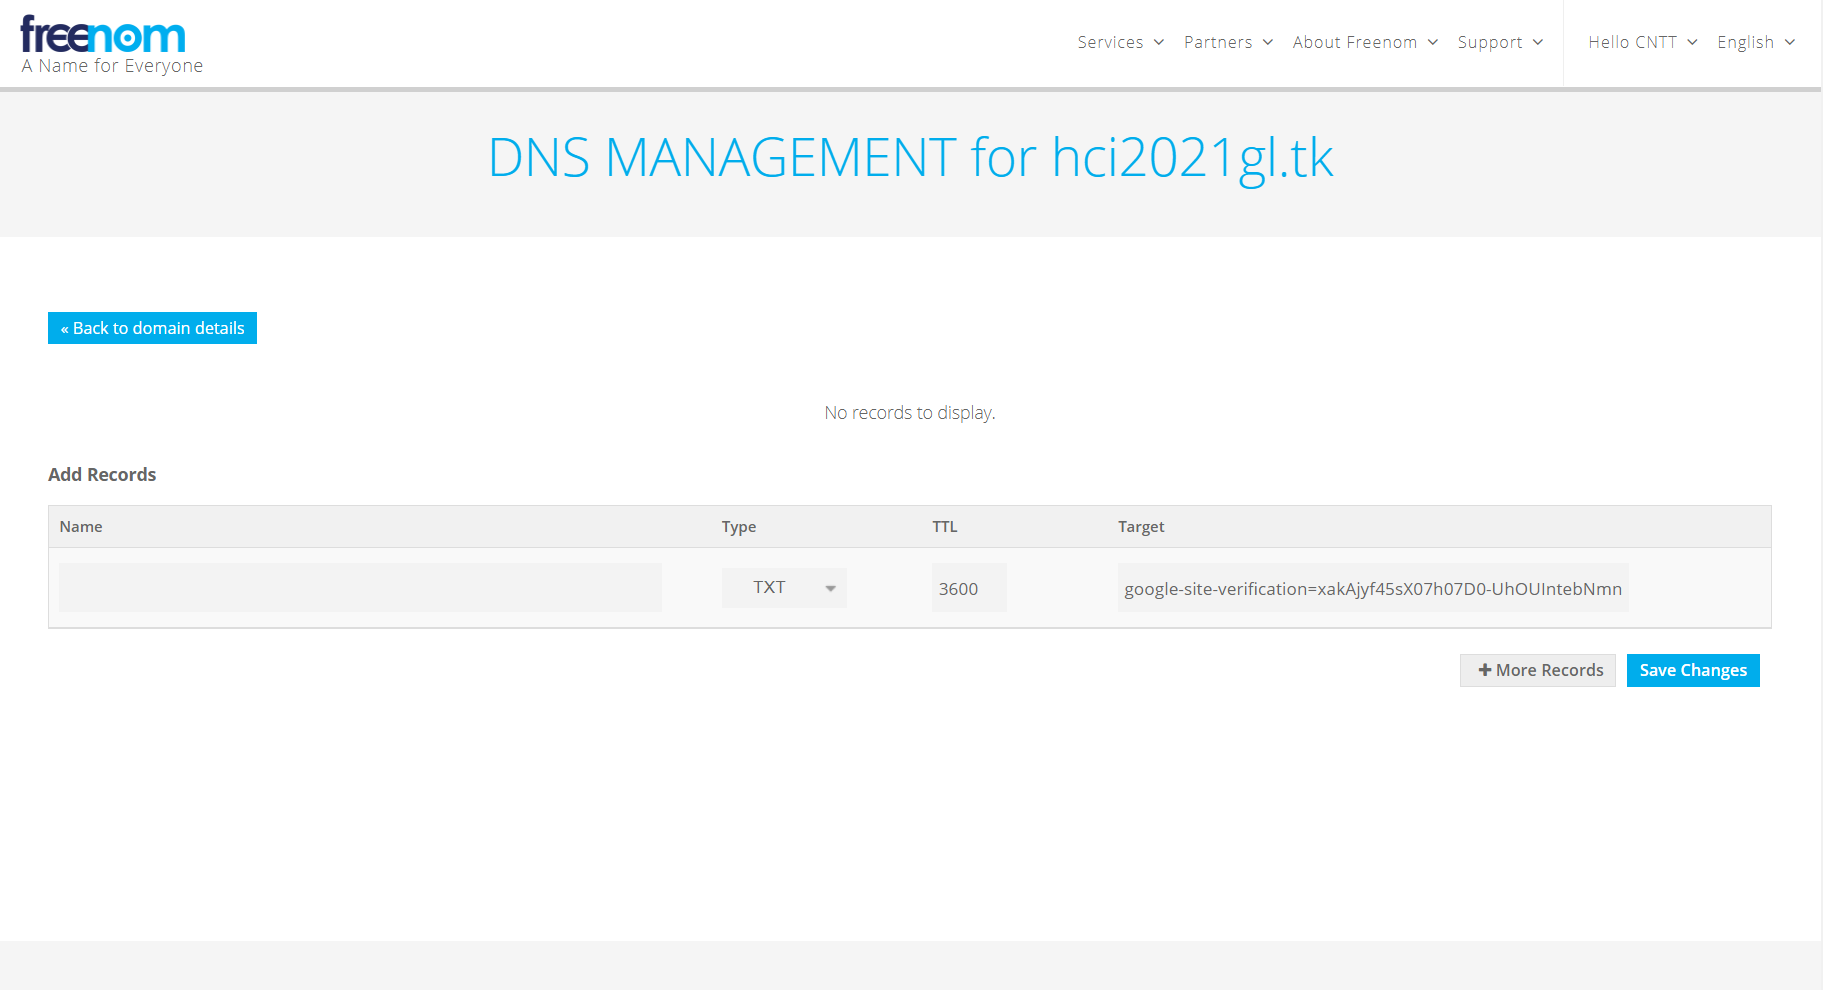 freenom
A Name for Everyone
Services Partners About Freenom Support Hello CNTT English
DNS MANAGEMENT for hci2021gl.tk
« Back to domain details
No records to display.
Add Records
Name Type TTL Target
TXT 3600 google-site-verification=xakAjyf45sX07h07D0-UhOUIntebNmn
+ More Records Save Changes